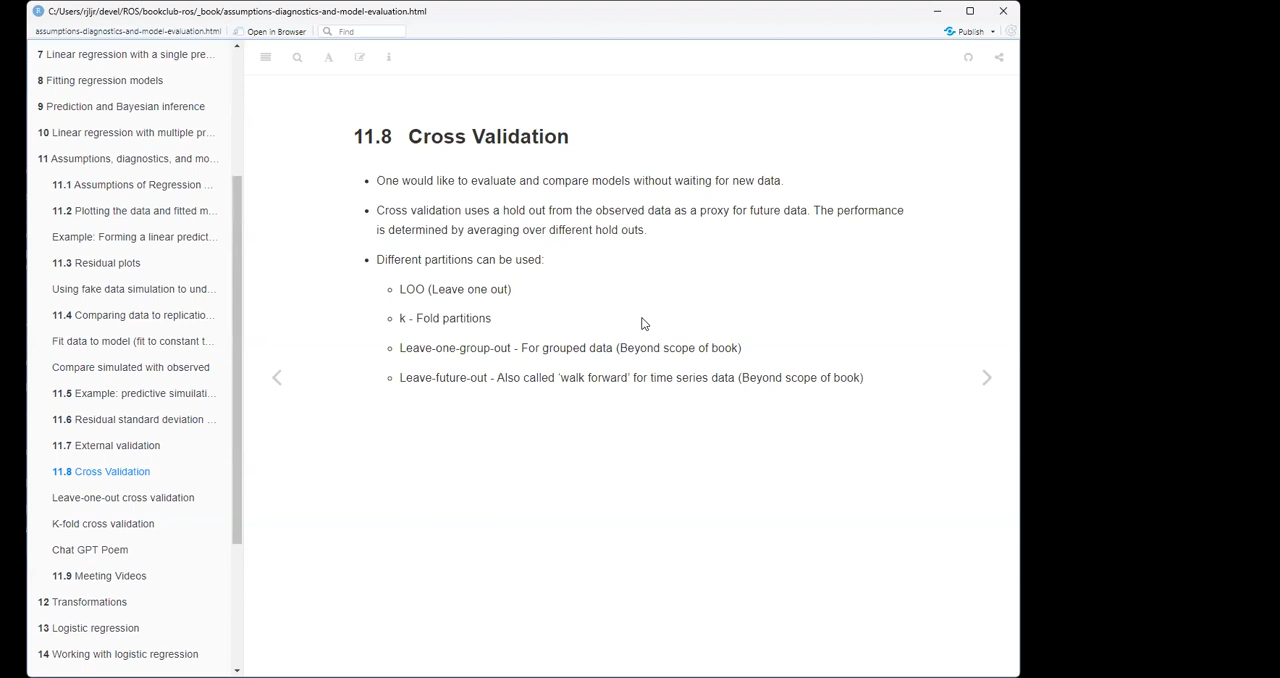 C:/Users/rjljr/devel/ROS/bookclub-ros/_book/assumptions-diagnostics-and-model-evaluation.html
assumptions-diagnostics-and-model-evaluation.html
Open in Browser
Find
Publish
7 Linear regression with a single pre...
8 Fitting regression models
9 Prediction and Bayesian inference
10 Linear regression with multiple pr...
11 Assumptions, diagnostics, and mo...
11.1 Assumptions of Regression ...
11.2 Plotting the data and fitted m...
Example: Forming a linear predict...
11.3 Residual plots
Using fake data simulation to und...
11.4 Comparing data to replicatio...
Fit data to model (fit to constant t...
Compare simulated with observed
11.5 Example: predictive simuilati...
11.6 Residual standard deviation ...
11.7 External validation
11.8 Cross Validation
Leave-one-out cross validation
K-fold cross validation
Chat GPT Poem
11.9 Meeting Videos
12 Transformations
13 Logistic regression
14 Working with logistic regression
11.8 Cross Validation
• One would like to evaluate and compare models without waiting for new data.
• Cross validation uses a hold out from the observed data as a proxy for future data. The performance
is determined by averaging over different hold outs.
• Different partitions can be used:
◦ LOO (Leave one out)
◦ k - Fold partitions
◦ Leave-one-group-out - For grouped data (Beyond scope of book)
◦ Leave-future-out - Also called ‘walk forward’ for time series data (Beyond scope of book)